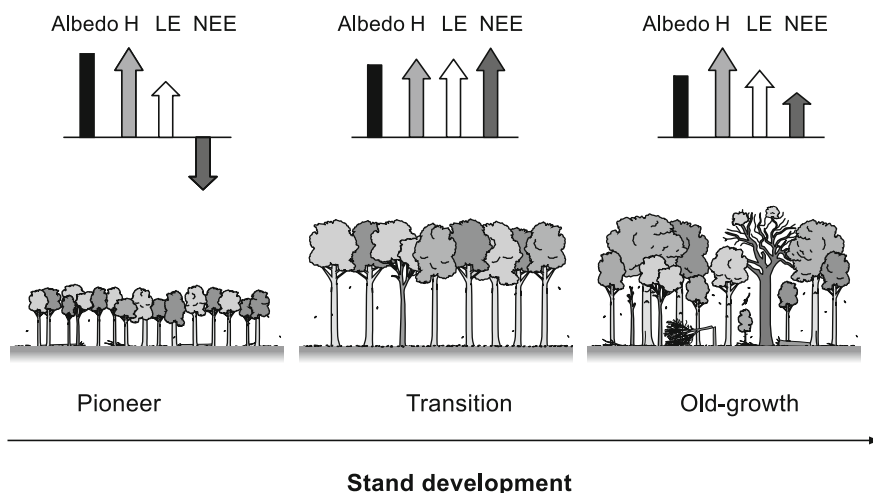 Albedo H LE NEE
Albedo H LE NEE
Albedo H LE NEE
Pioneer
Transition
Old-growth
Stand development